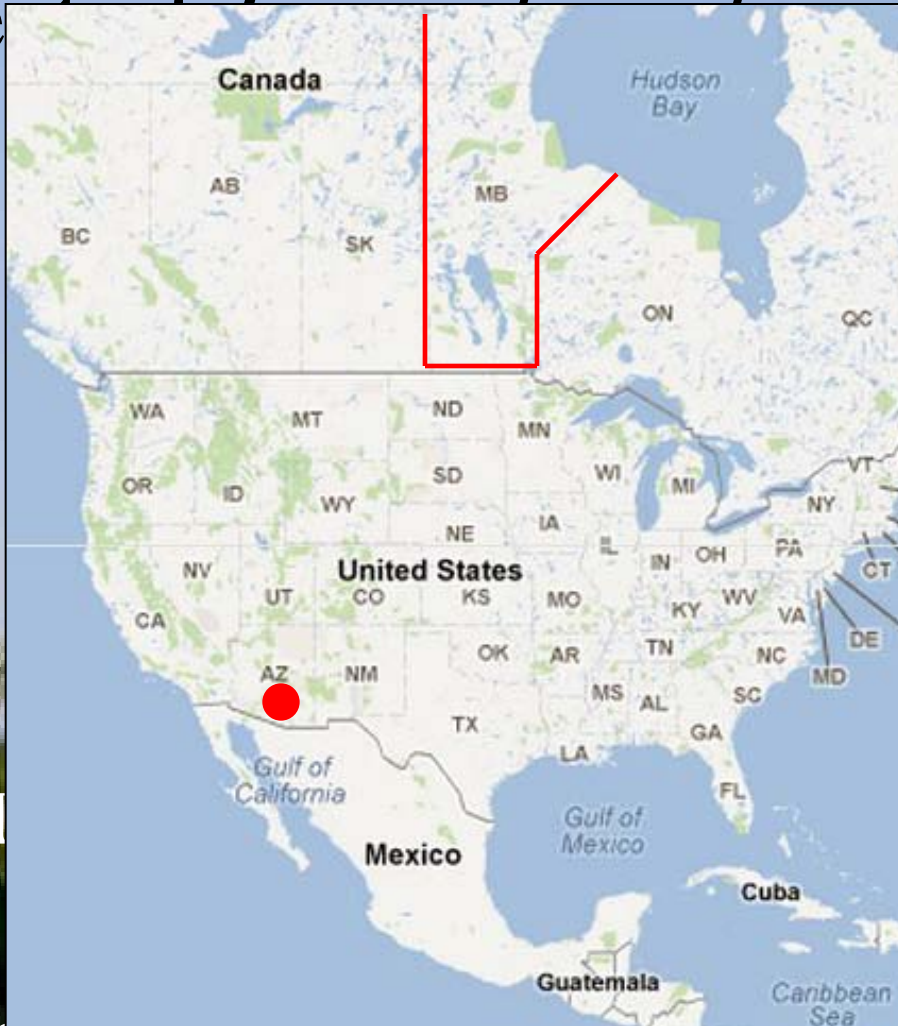 Canada
Hudson
Bay
AB
MB
BC
SK
ON
QC
WA
MT
ND
MN
VT
OR
ID
SD
WI
MI
NY
WY
IA
NE
IL
IN
OH
PA
NV
United States
CT
UT
CO
KS
MO
KY
WV
VA
CA
DE
OK
AR
TN
NC
MD
AZ
NM
MS
AL
SC
TX
GA
LA
Gulf of
California
FL
Gulf of
Mexico
Mexico
Cuba
Guatemala
Caribbean
Sea